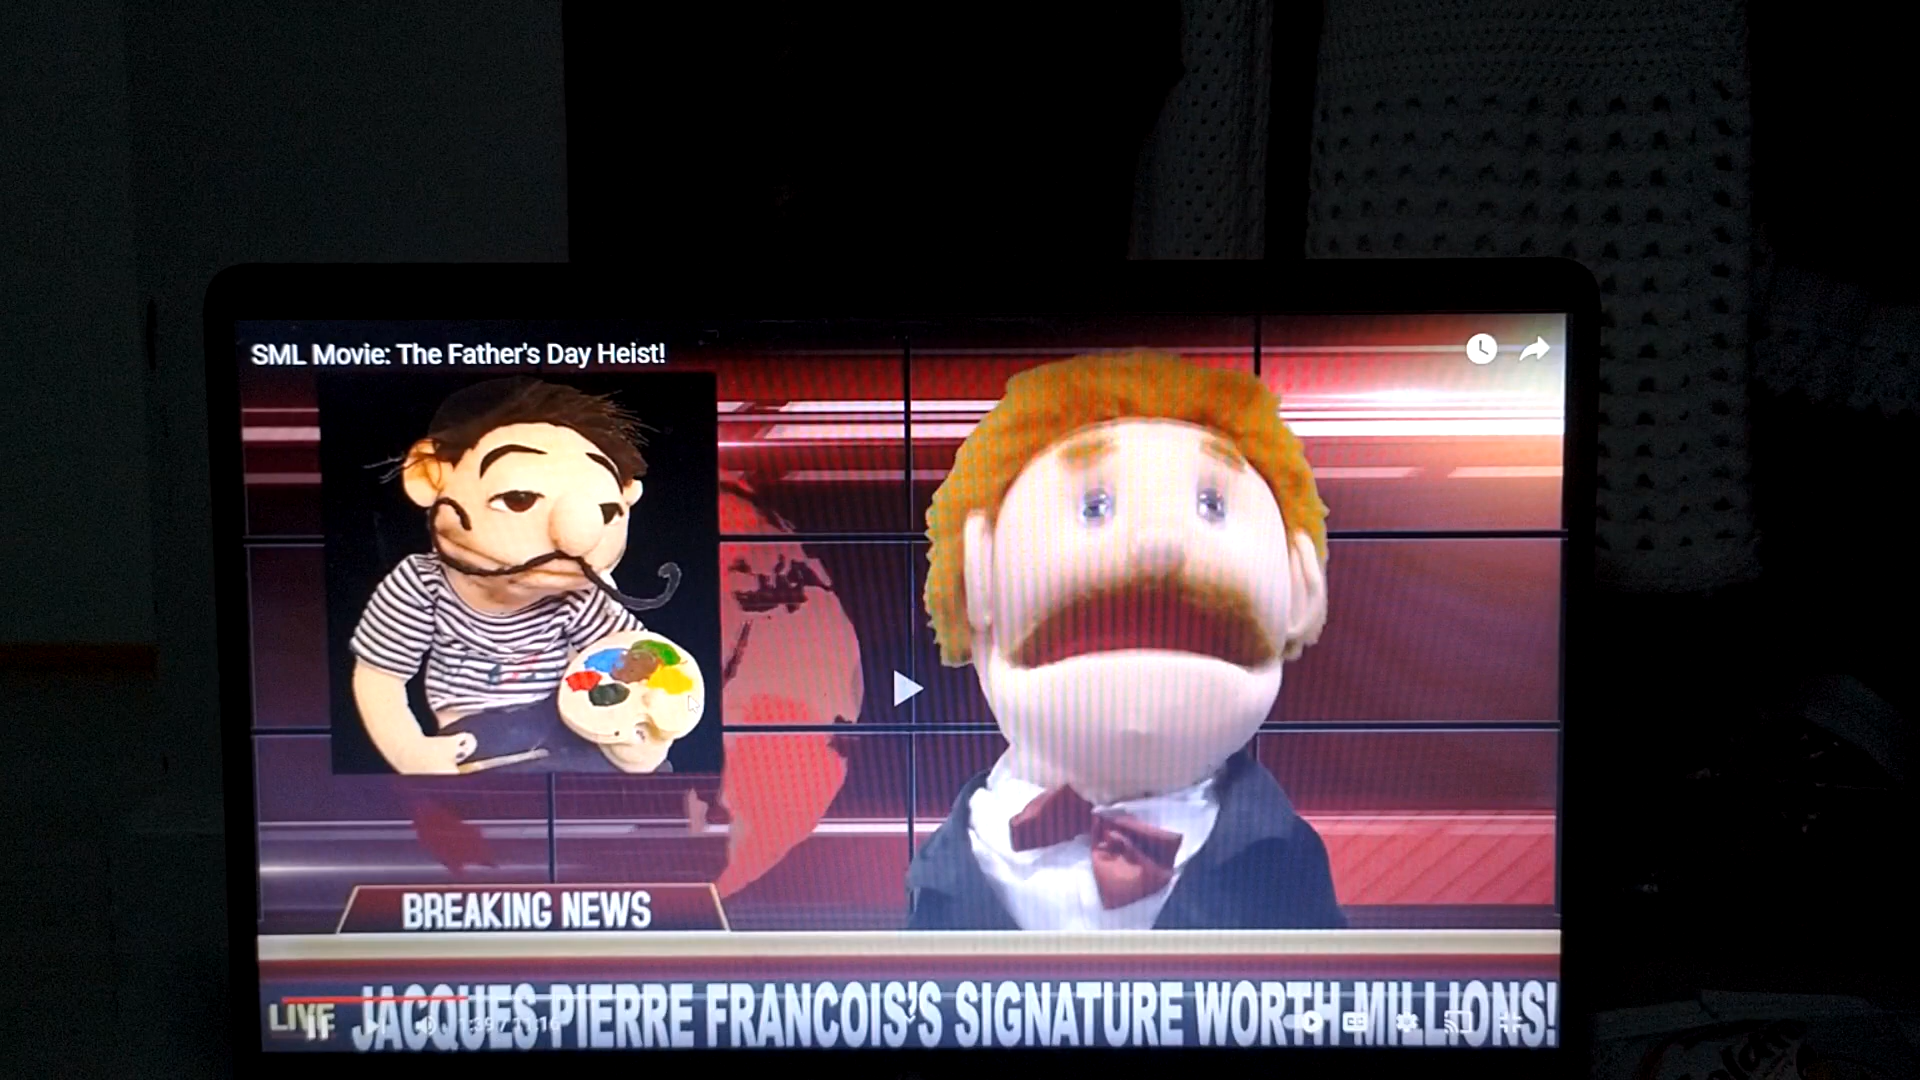 SML Movie: The Father's Day Heist!
BREAKING NEWS
LIVE
JACQUES PIERRE FRANCOIS'S SIGNATURE WORTH MILLIONS!